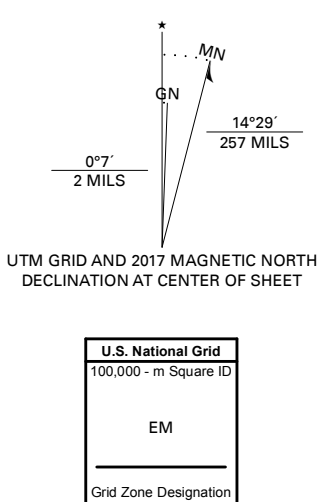 ★
MN
GN
14°29´
257 MILS
0°7´
2 MILS
UTM GRID AND 2017 MAGNETIC NORTH
DECLINATION AT CENTER OF SHEET
U.S. National Grid
100,000 - m Square ID
EM
Grid Zone Designation